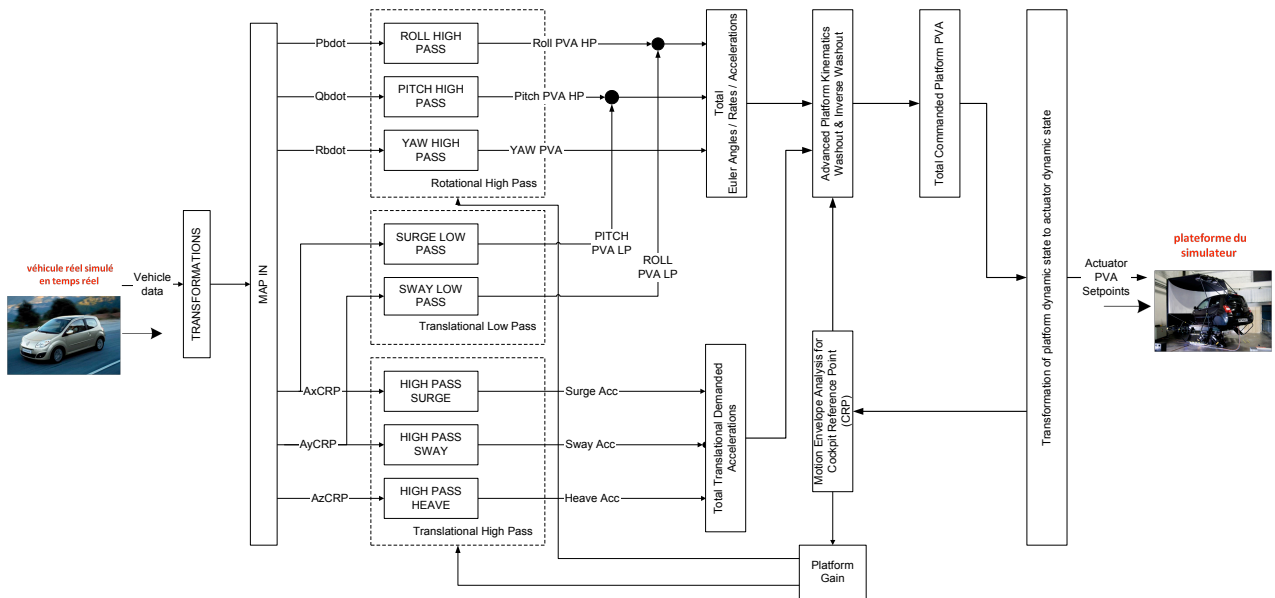 véhicule réel simulé
en temps réel
Vehicle
data
TRANSFORMATIONS
MAP IN
Pbdot
Qbdot
Rbdot
AxCRP
AyCRP
AzCRP
ROLL HIGH
PASS
PITCH HIGH
PASS
YAW HIGH
PASS
Rotational High Pass
SURGE LOW
PASS
SWAY LOW
PASS
Translational Low Pass
HIGH PASS
SURGE
HIGH PASS
SWAY
HIGH PASS
HEAVE
Translational High Pass
Roll PVA HP
Pitch PVA HP
YAW PVA
PITCH
PVA LP
ROLL
PVA LP
Surge Acc
Sway Acc
Heave Acc
Total
Euler Angles / Rates / Accelerations
Total Translational Demanded
Accelerations
Advanced Platform Kinematics
Washout & Inverse Washout
Motion Envelope Analysis for
Cockpit Reference Point
(CRP)
Platform
Gain
Total Commanded Platform PVA
Transformation of platform dynamic state to actuator dynamic state
plateforme du
simulateur
Actuator
PVA
Setpoints